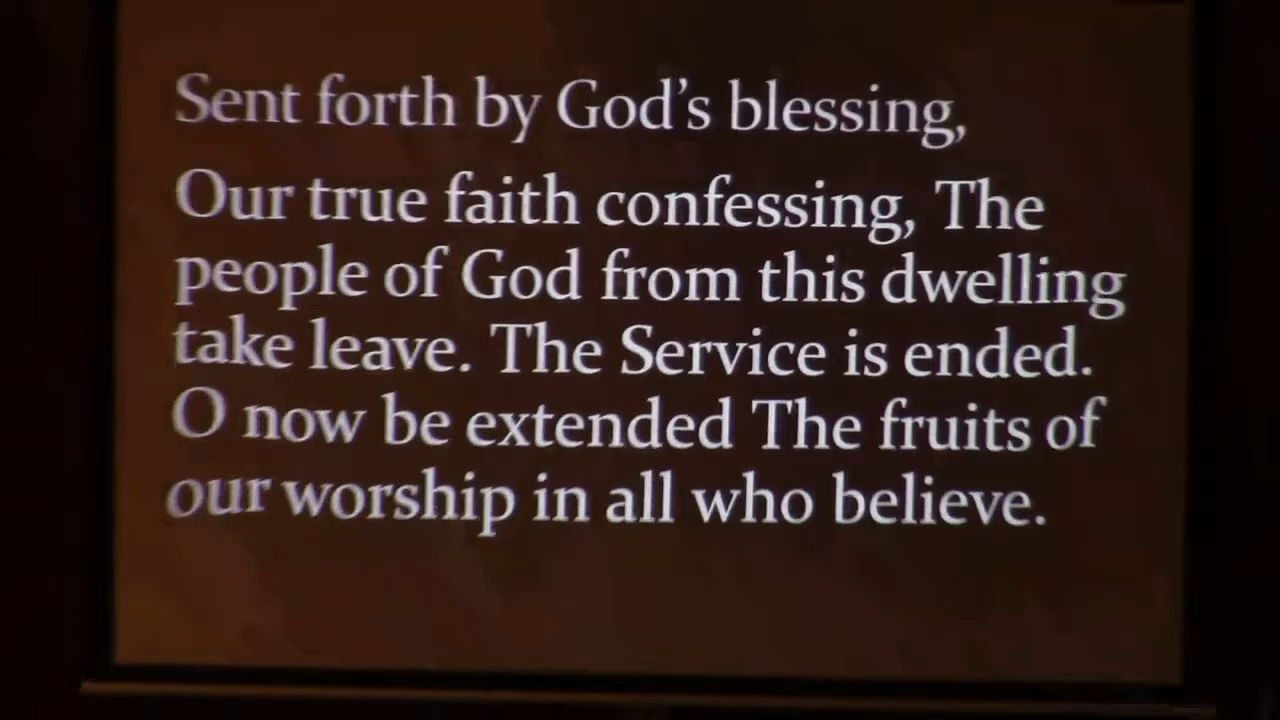 Sent forth by God's blessing,
Our true faith confessing, The
people of God from this dwelling
take leave. The Service is ended.
O now be extended The fruits of
our worship in all who believe.